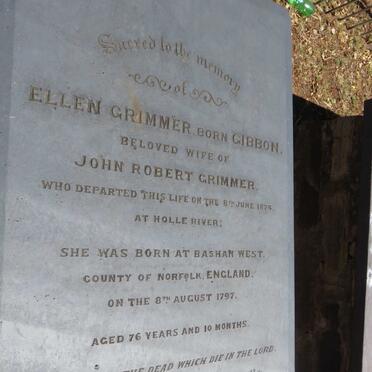 Sacred to the memory
of
ELLEN GRIMMER, BORN GIBBON.
BELOVED WIFE OF
JOHN ROBERT GRIMMER.
WHO DEPARTED THIS LIFE ON THE 8TH JUNE 1874.
AT HOLLE RIVER;
SHE WAS BORN AT BASHAN WEST.
COUNTY OF NORFOLK, ENGLAND.
ON THE 8TH AUGUST 1797.
AGED 76 YEARS AND 10 MONTHS.
THE DEAD WHICH DIE IN THE LORD.